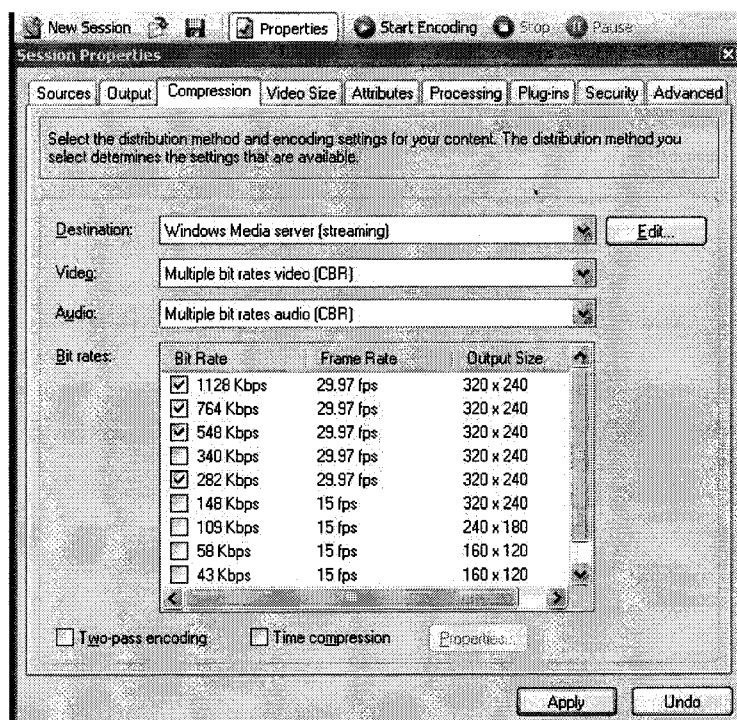 New Session Properties Start Encoding Stop Pause
Session Properties
Sources Output Compression Video Size Attributes Processing Plug-ins Security Advanced
Select the distribution method and encoding settings for your content. The distribution method you
select determines the settings that are available.
Destination: Windows Media server (streaming) Edit...
Video: Multiple bit rates video (CBR)
Audio: Multiple bit rates audio (CBR)
Bit rates: Bit Rate Frame Rate Output Size
1128 Kbps 29.97 fps 320 x 240
764 Kbps 29.97 fps 320 x 240
548 Kbps 29.97 fps 320 x 240
340 Kbps 29.97 fps 320 x 240
282 Kbps 29.97 fps 320 x 240
148 Kbps 15 fps 320 x 240
109 Kbps 15 fps 240 x 180
58 Kbps 15 fps 160 x 120
43 Kbps 15 fps 160 x 120
Two-pass encoding Time compression Properties...
Apply Undo